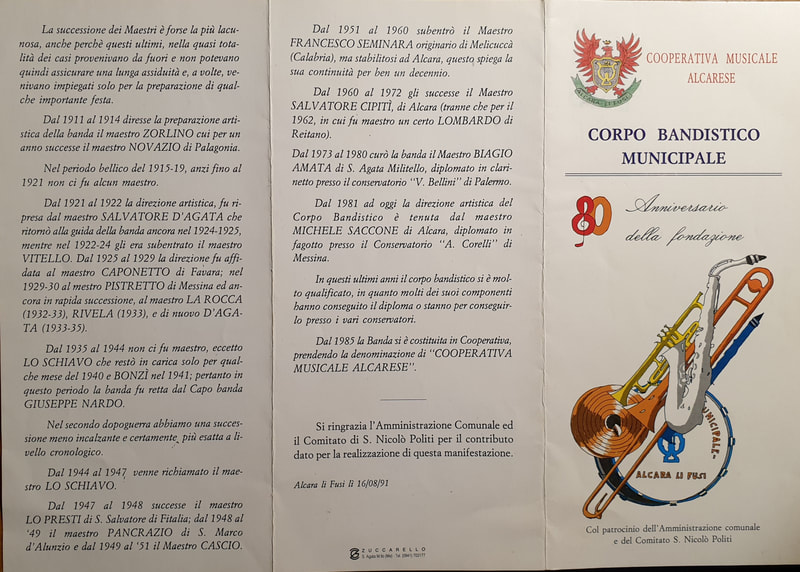 La successione dei Maestri è forse la più lacu-
nosa, anche perchè questi ultimi, nella quasi tota-
lità dei casi provenivano da fuori e non potevano
quindi assicurare una lunga assiduità e, a volte, ve-
nivano impiegati solo per la preparazione di qual-
che importante festa.
Dal 1911 al 1914 diresse la preparazione arti-
stica della banda il maestro ZORLINO cui per un
anno successe il maestro NOVAZIO di Palagonia.
Nel periodo bellico del 1915-19, anzi fino al
1921 non ci fu alcun maestro.
Dal 1921 al 1922 la direzione artistica, fu ri-
presa dal maestro SALVATORE D'AGATA che
ritornò alla guida della banda ancora nel 1924-1925,
mentre nel 1922-24 gli era subentrato il maestro
VITELLO. Dal 1925 al 1929 la direzione fu affi-
data al maestro CAPONETTO di Favara; nel
1929-30 al mestro PISTRETTO di Messina ed an-
cora in rapida successione, al maestro LA ROCCA
(1932-33), RIVELA (1933), e di nuovo D'AGA-
TA (1933-35).
Dal 1935 al 1944 non ci fu maestro, eccetto
LO SCHIAVO che restò in carica solo per qual-
che mese del 1940 e BONZÌ nel 1941; pertanto in
questo periodo la banda fu retta dal Capo banda
GIUSEPPE NARDO.
Nel secondo dopoguerra abbiamo una succes-
sione meno incalzante e certamente, più esatta a li-
vello cronologico.
Dal 1944 al 1947 venne richiamato il mae-
stro LO SCHIAVO.
Dal 1947 al 1948 successe il maestro
LO PRESTI di S. Salvatore di Fitalia; dal 1948 al
'49 il maestro PANCRAZIO di S. Marco
d'Alunzio e dal 1949 al '51 il Maestro CASCIO.
Dal 1951 al 1960 subentrò il Maestro
FRANCESCO SEMINARA originario di Melicuccà
(Calabria), ma stabilitosi ad Alcara, questo spiega la
sua continuità per ben un decennio.
Dal 1960 al 1972 gli successe il Maestro
SALVATORE CIPITÌ, di Alcara (tranne che per il
1962, in cui fu maestro un certo LOMBARDO di
Reitano).
Dal 1973 al 1980 curò la banda il Maestro BIAGIO
AMATA di S. Agata Militello, diplomato in clari-
netto presso il conservatorio "V. Bellini" di Palermo.
Dal 1981 ad oggi la direzione artistica del
Corpo Bandistico è tenuta dal maestro
MICHELE SACCONE di Alcara, diplomato in
fagotto presso il Conservatorio "A. Corelli" di
Messina.
In questi ultimi anni il corpo bandistico si è mol-
to qualificato, in quanto molti dei suoi componenti
hanno conseguito il diploma o stanno per consegui-
rlo presso i vari conservatori.
Dal 1985 la Banda si è costituita in Cooperativa,
prendendo la denominazione di "COOPERATIVA
MUSICALE ALCARESE".
Si ringrazia l'Amministrazione Comunale ed
il Comitato di S. Nicolò Politi per il contributo
dato per la realizzazione di questa manifestazione.
Alcara li Fusi lì 16/08/91
ZUCCARELLO
ALCARA LI FUSI
COOPERATIVA MUSICALE
ALCARESE
CORPO BANDISTICO
MUNICIPALE
80 Anniversario
della fondazione
MUNICIPALE
ALCARA LI FUSI
Col patrocinio dell'Amministrazione comunale
e del Comitato S. Nicolò Politi